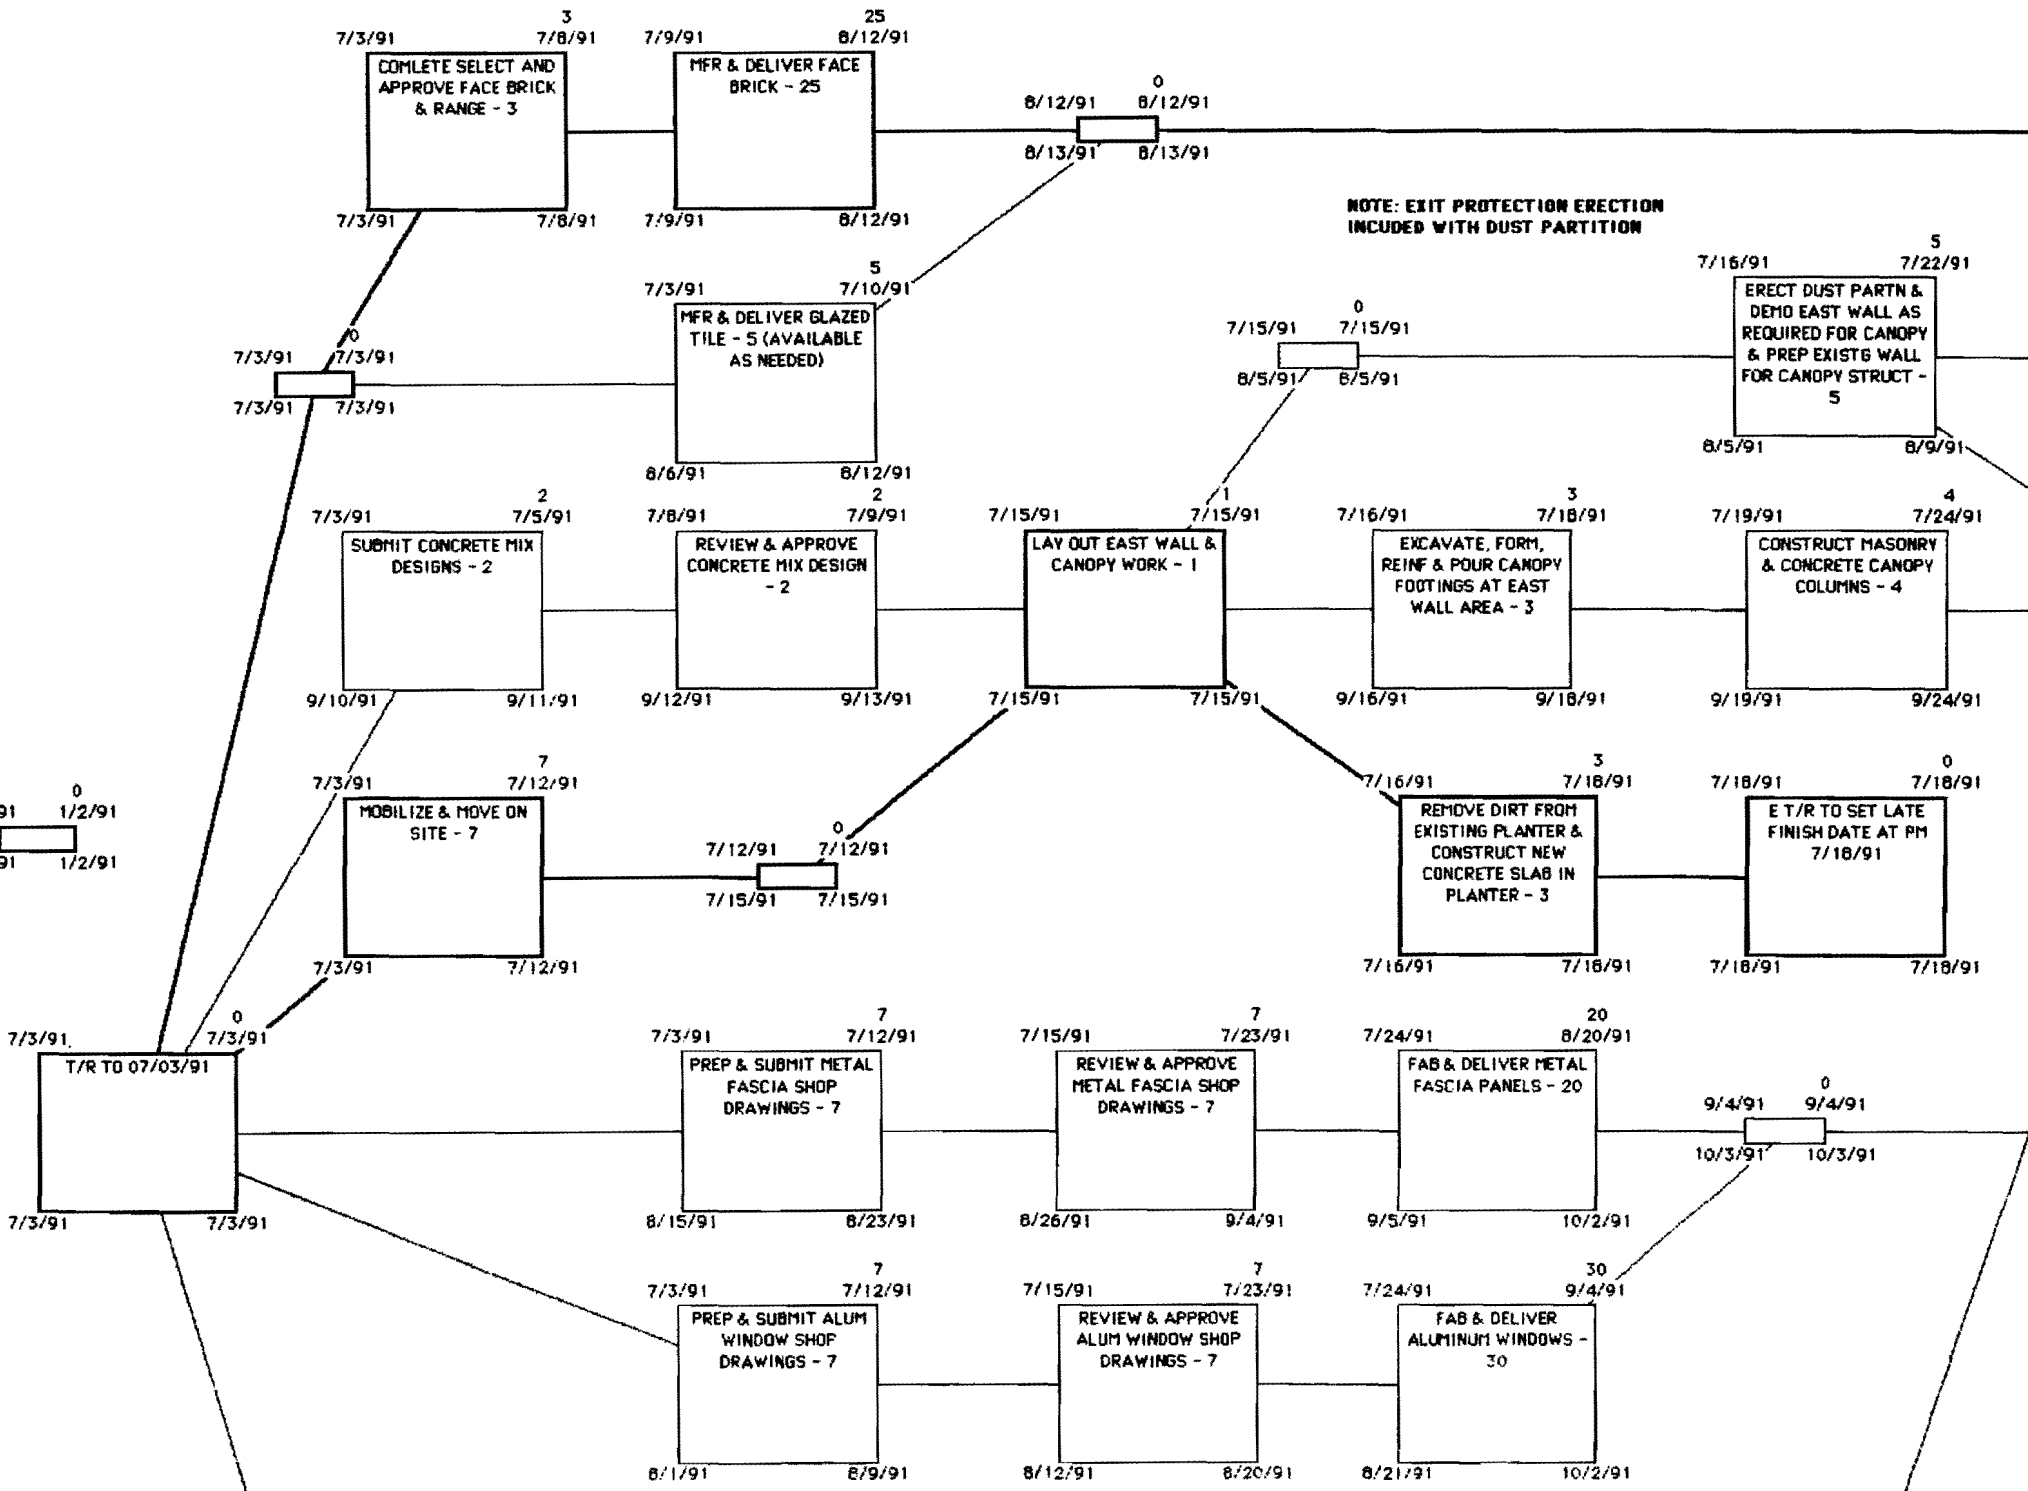 3
7/3/91 7/8/91
COMLETE SELECT AND
APPROVE FACE BRICK
& RANGE - 3
7/3/91 7/8/91
25
7/9/91 8/12/91
MFR & DELIVER FACE
BRICK - 25
7/9/91 8/12/91
0
8/12/91 8/12/91
8/13/91 8/13/91
NOTE: EXIT PROTECTION ERECTION
INCUDED WITH DUST PARTITION
5
7/16/91 7/22/91
ERECT DUST PARTN &
DEMO EAST WALL AS
REQUIRED FOR CANOPY
& PREP EXISTG WALL
FOR CANOPY STRUCT -
5
8/5/91 8/9/91
5
7/3/91 7/10/91
MFR & DELIVER GLAZED
TILE - 5 (AVAILABLE
AS NEEDED)
8/6/91 8/12/91
0
7/15/91 7/15/91
8/5/91 8/5/91
0
7/3/91 7/3/91
7/3/91 7/3/91
2
7/3/91 7/5/91
SUBMIT CONCRETE MIX
DESIGNS - 2
9/10/91 9/11/91
2
7/8/91 7/9/91
REVIEW & APPROVE
CONCRETE MIX DESIGN
- 2
9/12/91 9/13/91
1
7/15/91 7/15/91
LAY OUT EAST WALL &
CANOPY WORK - 1
7/15/91 7/15/91
3
7/16/91 7/18/91
EXCAVATE, FORM,
REINF & POUR CANOPY
FOOTINGS AT EAST
WALL AREA - 3
9/16/91 9/18/91
4
7/19/91 7/24/91
CONSTRUCT MASONRY
& CONCRETE CANOPY
COLUMNS - 4
9/19/91 9/24/91
0
91 1/2/91
91 1/2/91
7
7/3/91 7/12/91
MOBILIZE & MOVE ON
SITE - 7
7/3/91 7/12/91
0
7/12/91 7/12/91
7/15/91 7/15/91
3
7/16/91 7/18/91
REMOVE DIRT FROM
EXISTING PLANTER &
CONSTRUCT NEW
CONCRETE SLAB IN
PLANTER - 3
7/16/91 7/18/91
0
7/18/91 7/18/91
E T/R TO SET LATE
FINISH DATE AT PM
7/18/91
7/18/91 7/18/91
0
7/3/91 7/3/91
T/R TO 07/03/91
7/3/91 7/3/91
7
7/3/91 7/12/91
PREP & SUBMIT METAL
FASCIA SHOP
DRAWINGS - 7
8/15/91 8/23/91
7
7/15/91 7/23/91
REVIEW & APPROVE
METAL FASCIA SHOP
DRAWINGS - 7
8/26/91 9/4/91
20
7/24/91 8/20/91
FAB & DELIVER METAL
FASCIA PANELS - 20
9/5/91 10/2/91
0
9/4/91 9/4/91
10/3/91 10/3/91
7
7/3/91 7/12/91
PREP & SUBMIT ALUM
WINDOW SHOP
DRAWINGS - 7
8/1/91 8/9/91
7
7/15/91 7/23/91
REVIEW & APPROVE
ALUM WINDOW SHOP
DRAWINGS - 7
8/12/91 8/20/91
30
7/24/91 9/4/91
FAB & DELIVER
ALUMINUM WINDOWS -
30
8/21/91 10/2/91